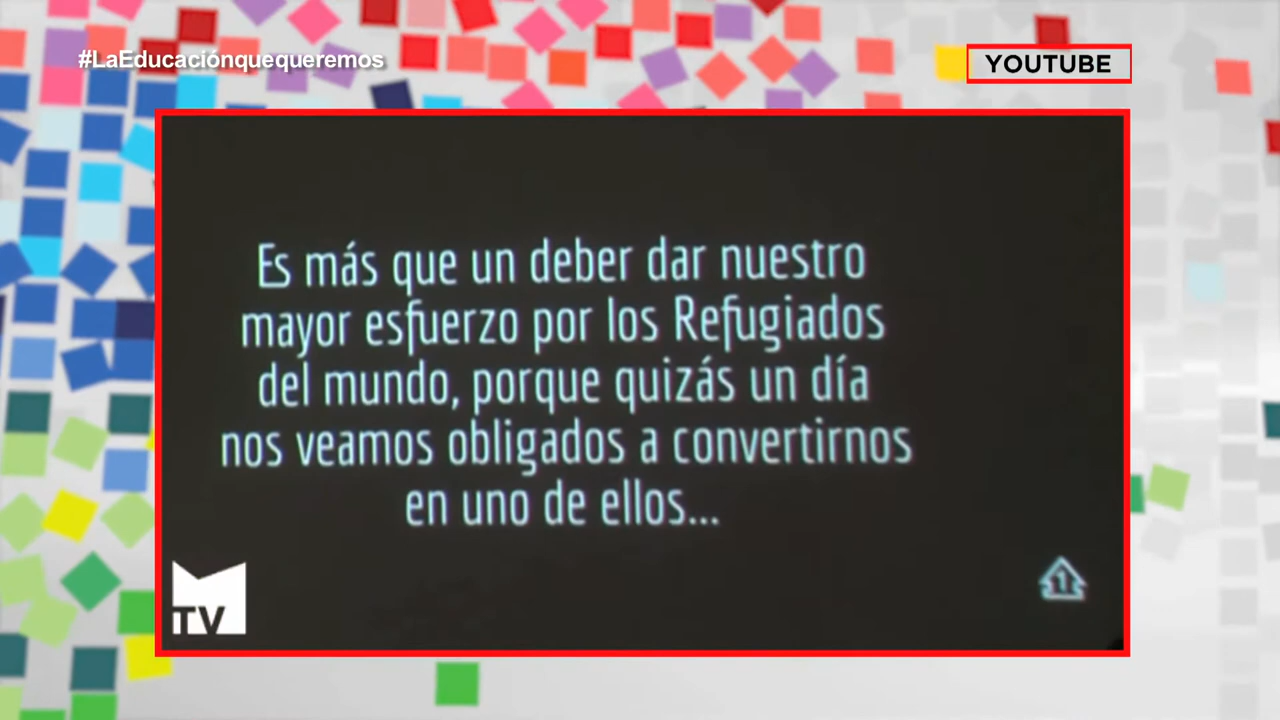 #LaEducaciónquequeremos
YOUTUBE
Es más que un deber dar nuestro
mayor esfuerzo por los Refugiados
del mundo, porque quizás un día
nos veamos obligados a convertirnos
en uno de ellos...
TV
1